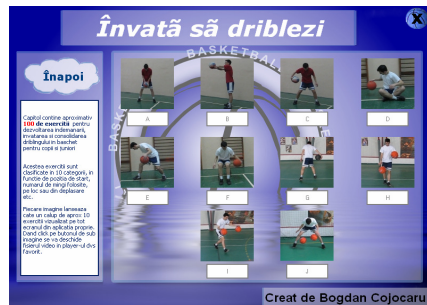 Învată sã driblezi
X
Înapoi
BASKETBALL
Capitol contine aproximativ
100 de exercitii pentru
dezvoltarea indemanarii,
invatarea si consolidarea
driblingului in baschet
pentru copii si juniori
Acestea exercitii sunt
clasificate in 10 categorii, in
functie de pozitia de start,
numarul de mingi folosite,
pe loc sau din deplasare
etc.
Fiecare imagine lanseaza
cate un calup de aprox 10
exercitii vizualizat pe tot
ecranul din aplicatia proprie.
Dand click pe butonul de sub
imagine se va deschide
fisierul video in player-ul dvs
favorit.
A B C D
E F G H
I J
Creat de Bogdan Cojocaru